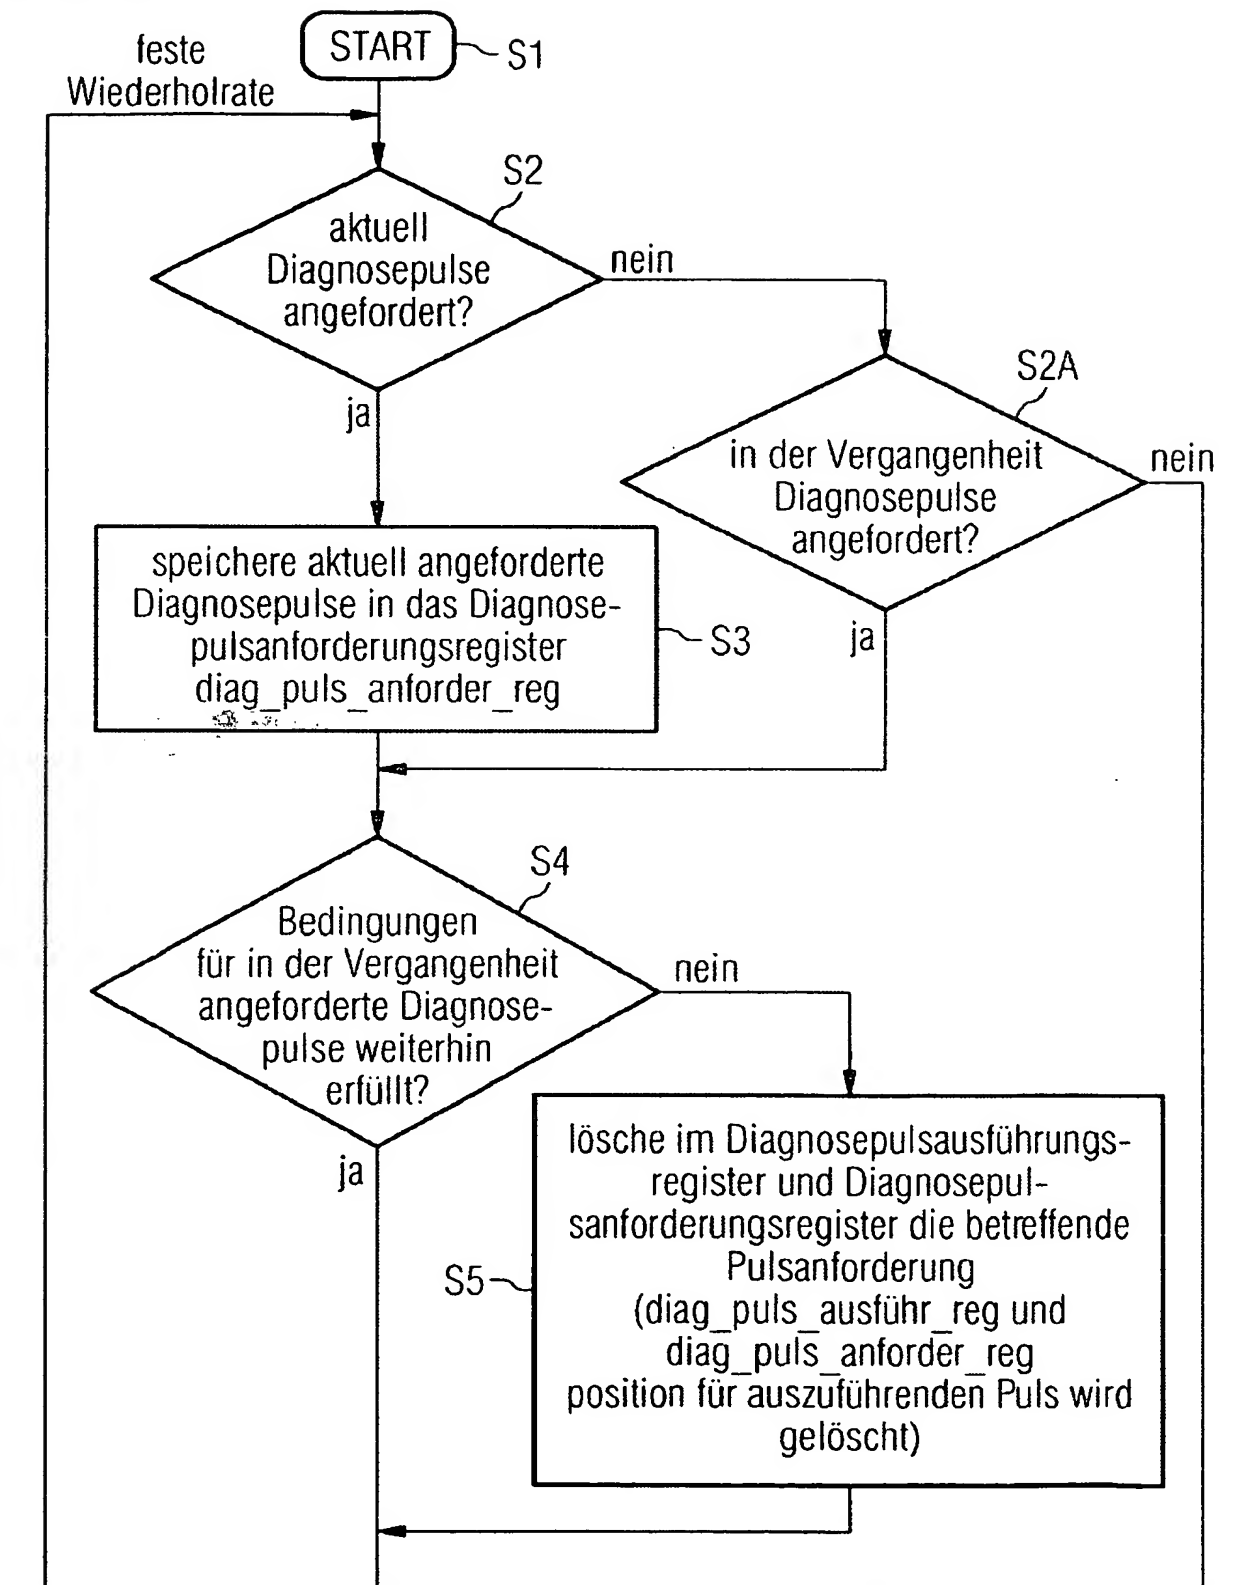 START
S1
feste
Wiederholrate
S2
aktuell
Diagnosepulse
angefordert?
nein
ja
S2A
in der Vergangenheit
Diagnosepulse
angefordert?
nein
ja
speichere aktuell angeforderte
Diagnosepulse in das Diagnose-
pulsanforderungsregister
diag_puls_anforder_reg
S3
S4
Bedingungen
für in der Vergangenheit
angeforderte Diagnose-
pulse weiterhin
erfüllt?
nein
ja
lösche im Diagnosepulsausführungs-
register und Diagnosepul-
sanforderungsregister die betreffende
Pulsanforderung
(diag_puls_ausführ_reg und
diag_puls_anforder_reg
position für auszuführenden Puls wird
gelöscht)
S5